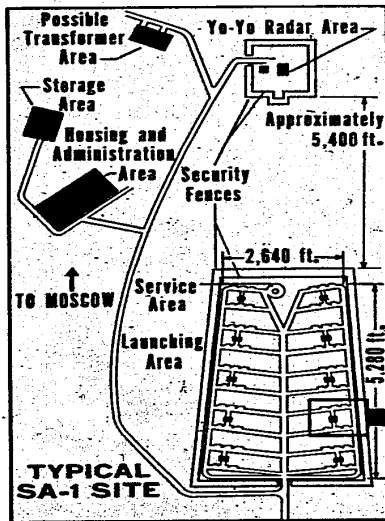 Possible
Transformer
Area
Yo-Yo Radar Area
Storage
Area
Housing and
Administration
Area
Approximately
5,400 ft.
Security
Fences
2,640 ft.
TO MOSCOW
Service
Area
Launching
Area
5,280 ft.
TYPICAL
SA-1 SITE